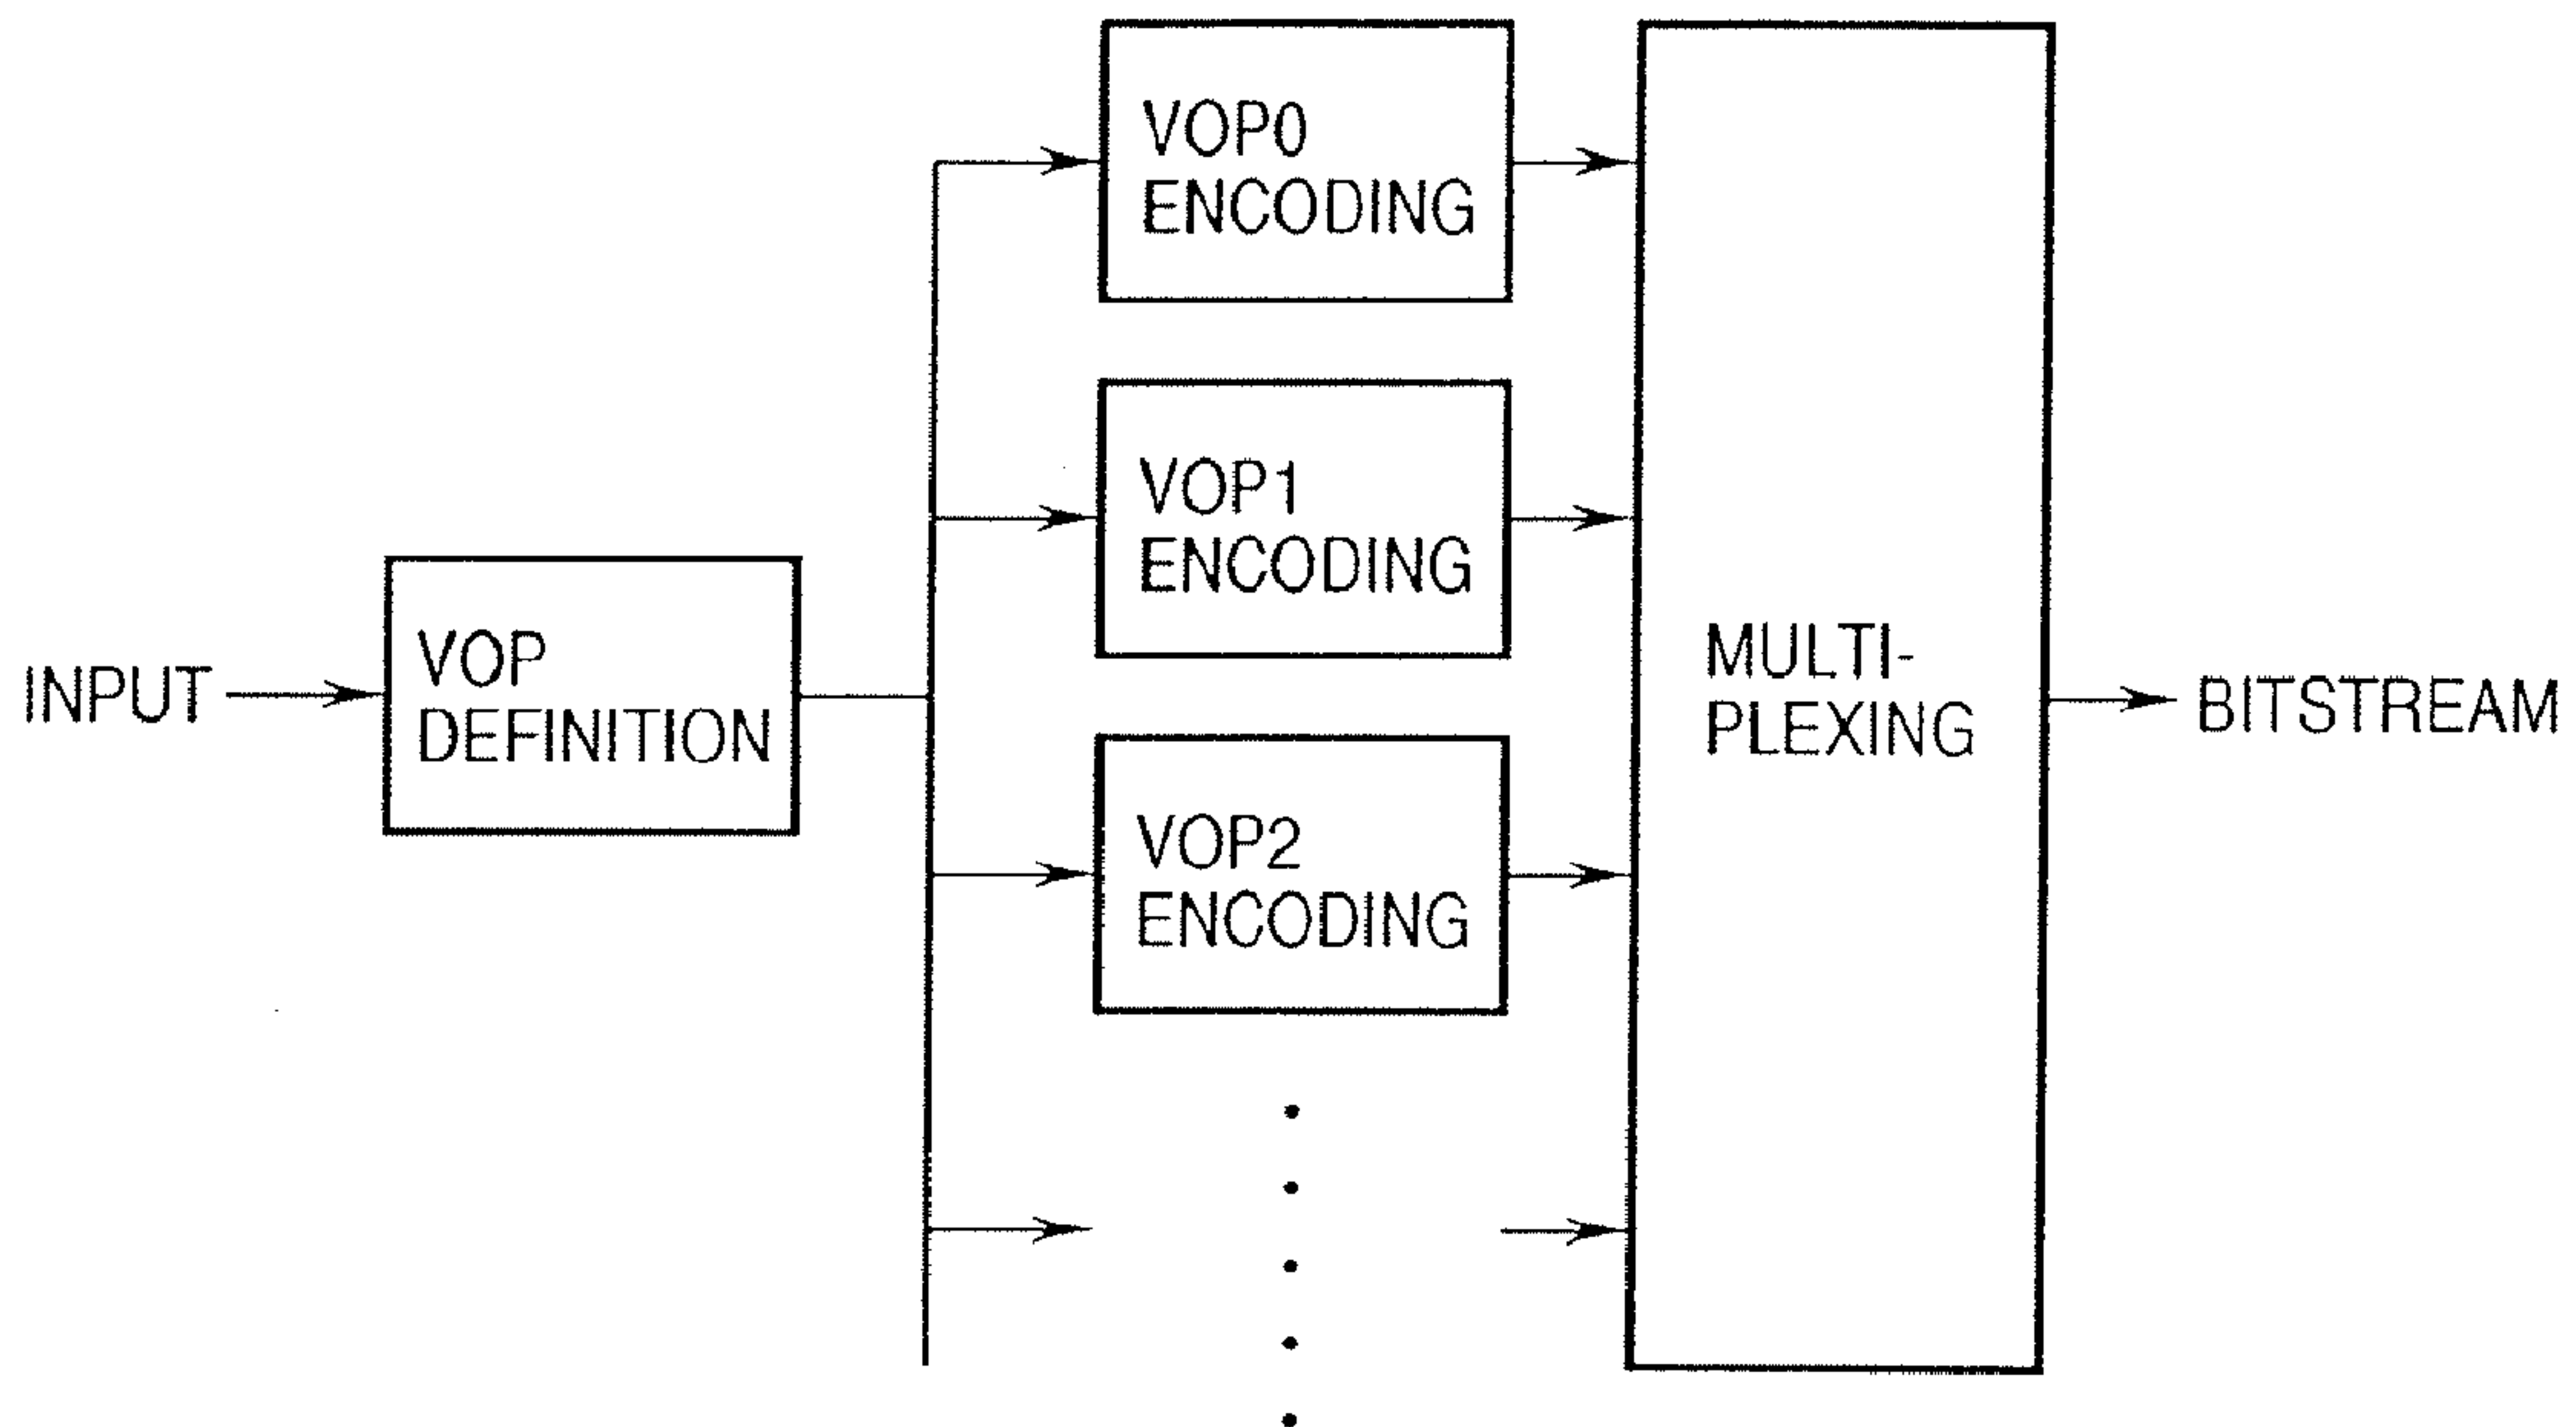 INPUT
VOP
DEFINITION
VOP0
ENCODING
VOP1
ENCODING
VOP2
ENCODING
MULTI-
PLEXING
BITSTREAM